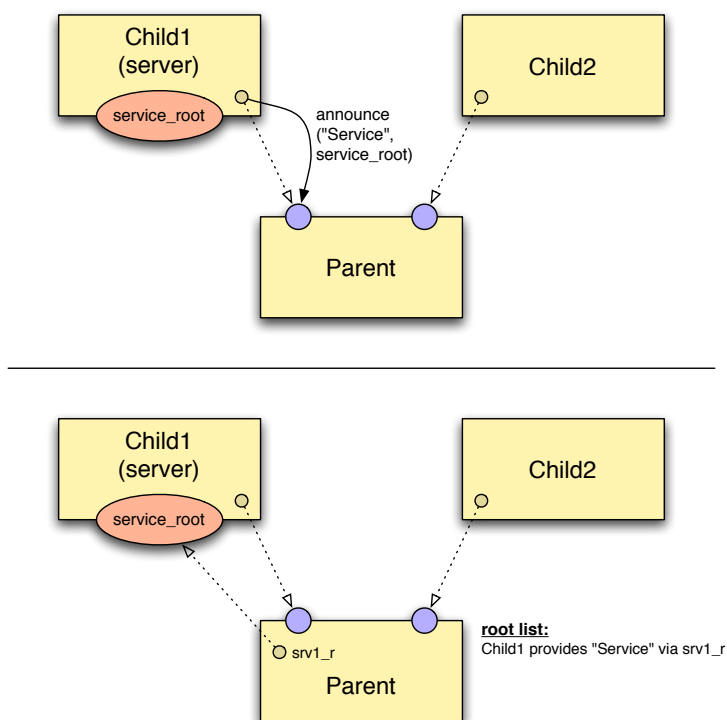 Child1
(server)
service_root
Child2
announce
("Service",
service_root)
Parent
Child1
(server)
service_root
Child2
srv1_r
Parent
root list:
Child1 provides "Service" via srv1_r